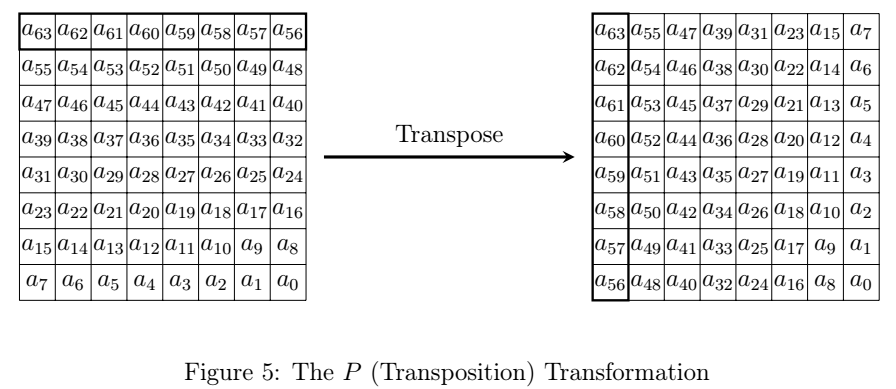 a63 a62 a61 a60 a59 a58 a57 a56
a55 a54 a53 a52 a51 a50 a49 a48
a47 a46 a45 a44 a43 a42 a41 a40
a39 a38 a37 a36 a35 a34 a33 a32
a31 a30 a29 a28 a27 a26 a25 a24
a23 a22 a21 a20 a19 a18 a17 a16
a15 a14 a13 a12 a11 a10 a9 a8
a7 a6 a5 a4 a3 a2 a1 a0
Transpose
a63 a55 a47 a39 a31 a23 a15 a7
a62 a54 a46 a38 a30 a22 a14 a6
a61 a53 a45 a37 a29 a21 a13 a5
a60 a52 a44 a36 a28 a20 a12 a4
a59 a51 a43 a35 a27 a19 a11 a3
a58 a50 a42 a34 a26 a18 a10 a2
a57 a49 a41 a33 a25 a17 a9 a1
a56 a48 a40 a32 a24 a16 a8 a0
Figure 5: The P (Transposition) Transformation